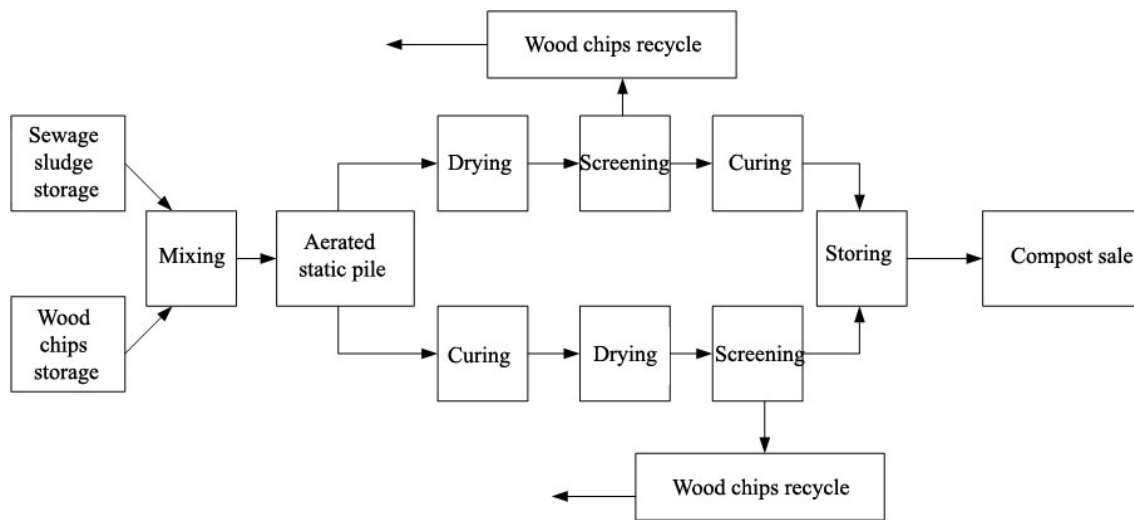 Wood chips recycle
Sewage
sludge
storage
Drying
Screening
Curing
Mixing
Aerated
static pile
Storing
Compost sale
Wood
chips
storage
Curing
Drying
Screening
Wood chips recycle